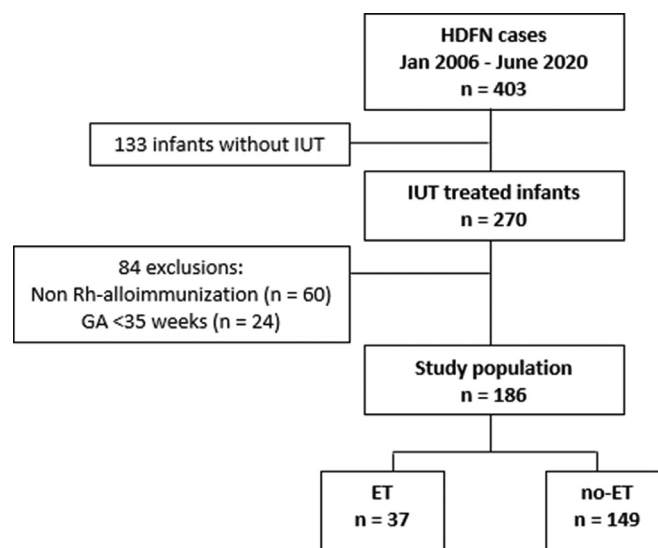 HDFN cases
Jan 2006 - June 2020
n = 403
133 infants without IUT
IUT treated infants
n = 270
84 exclusions:
Non Rh-alloimmunization (n = 60)
GA <35 weeks (n = 24)
Study population
n = 186
ET
n = 37
no-ET
n = 149